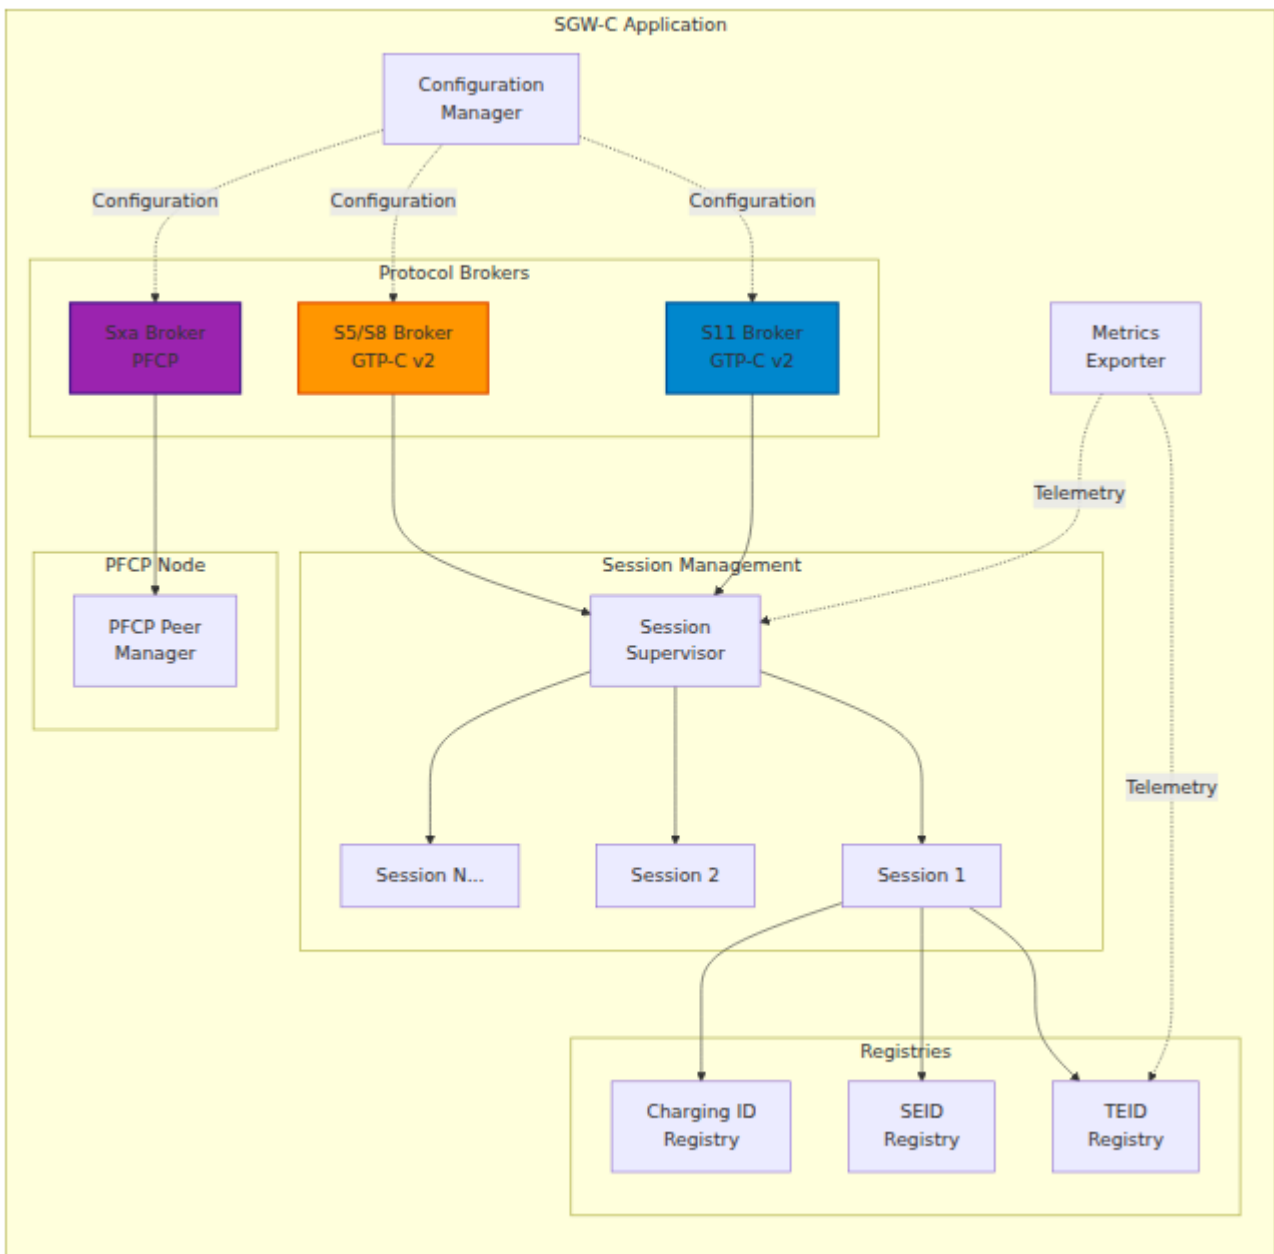 SGW-C Application
Configuration
Manager
Configuration
Configuration
Configuration
Protocol Brokers
Sxa Broker
PFCP
S5/S8 Broker
GTP-C v2
S11 Broker
GTP-C v2
Metrics
Exporter
Telemetry
PFCP Node
PFCP Peer
Manager
Session Management
Session
Supervisor
Telemetry
Session N...
Session 2
Session 1
Registries
Charging ID
Registry
SEID
Registry
TEID
Registry